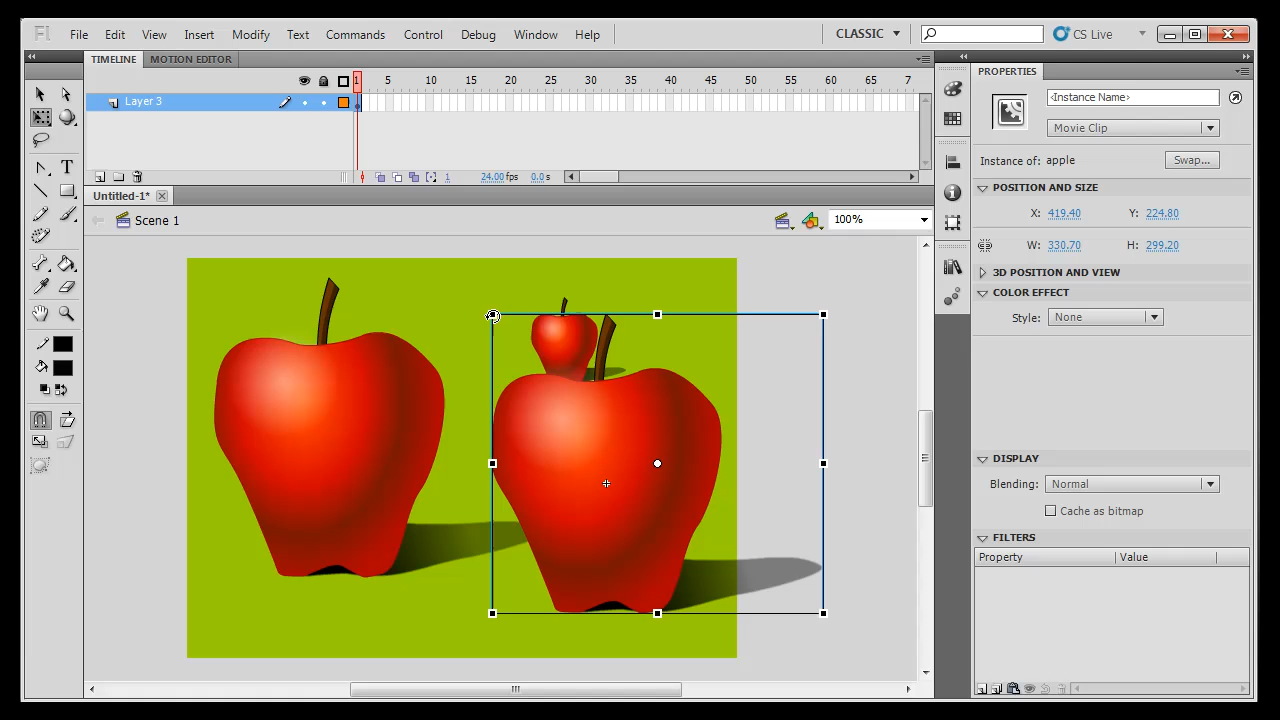 Fl File Edit View Insert Modify Text Commands Control Debug Window Help CLASSIC CS Live
TIMELINE MOTION EDITOR
1 5 10 15 20 25 30 35 40 45 50 55 60 65 7
Layer 3
1 24.00 fps 0.0 s
Untitled-1*
Scene 1 100%
PROPERTIES
<Instance Name>
Movie Clip
Instance of: apple Swap...
POSITION AND SIZE
X: 419.40 Y: 224.80
W: 330.70 H: 299.20
3D POSITION AND VIEW
COLOR EFFECT
Style: None
DISPLAY
Blending: Normal
Cache as bitmap
FILTERS
Property Value